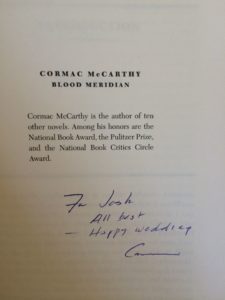 CORMAC McCARTHY
BLOOD MERIDIAN
Cormac McCarthy is the author of ten
other novels. Among his honors are the
National Book Award, the Pulitzer Prize,
and the National Book Critics Circle
Award.
For Josh
All best
— Happy wedding